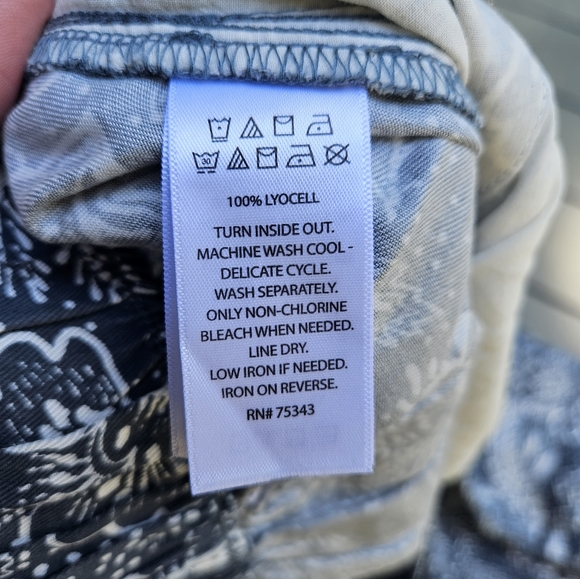 30
100% LYOCELL
TURN INSIDE OUT.
MACHINE WASH COOL -
DELICATE CYCLE.
WASH SEPARATELY.
ONLY NON-CHLORINE
BLEACH WHEN NEEDED.
LINE DRY.
LOW IRON IF NEEDED.
IRON ON REVERSE.
RN# 75343